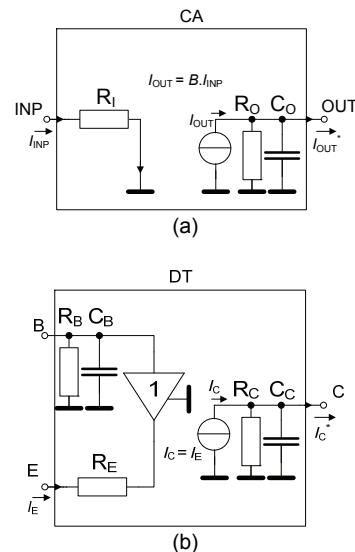 CA
I_OUT = B.I_INP
INP
R_I
R_O
C_O
OUT
I_INP
I_OUT
I_OUT*
(a)
DT
B
R_B
C_B
1
I_C
R_C
C_C
C
E
R_E
I_C = I_E
I_C*
I_E
(b)